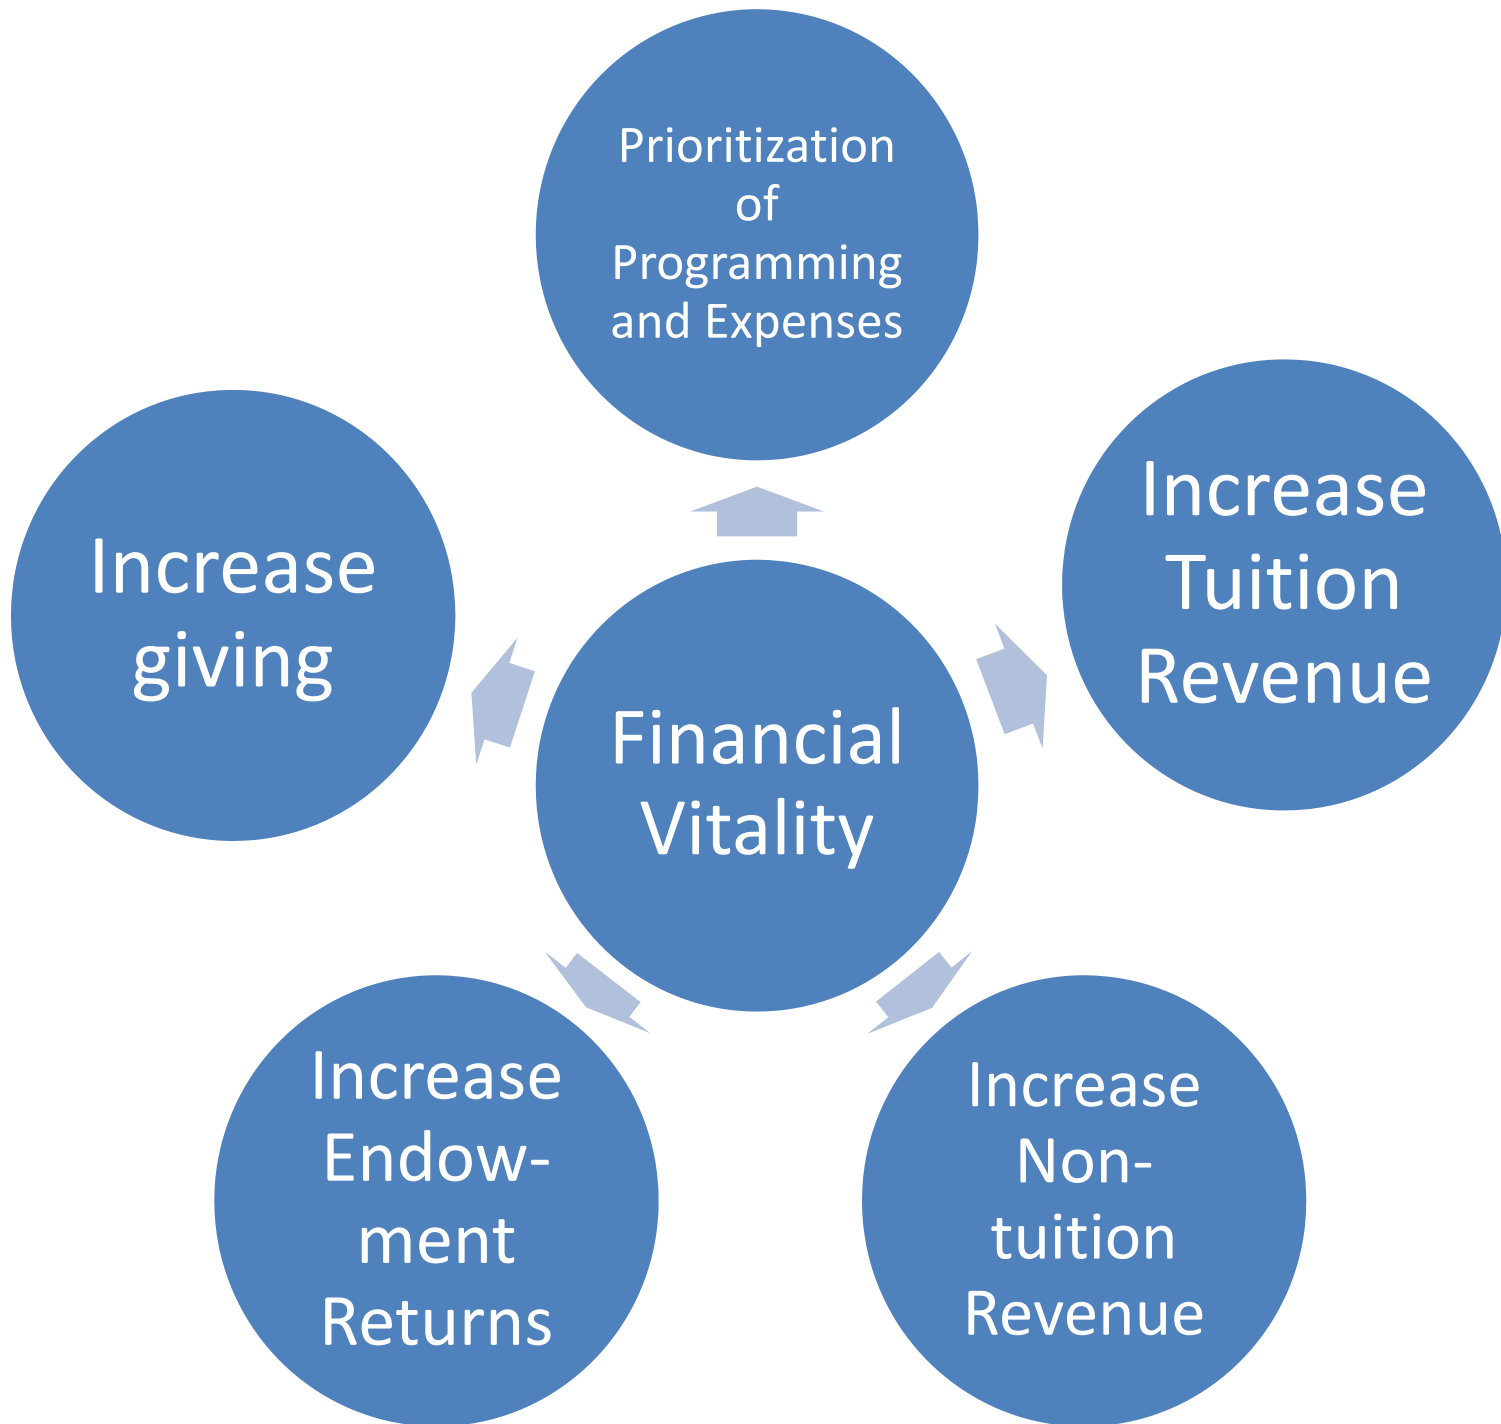 Prioritization
of
Programming
and Expenses
Increase
Tuition
Revenue
Increase
giving
Financial
Vitality
Increase
Endow-
ment
Returns
Increase
Non-
tuition
Revenue